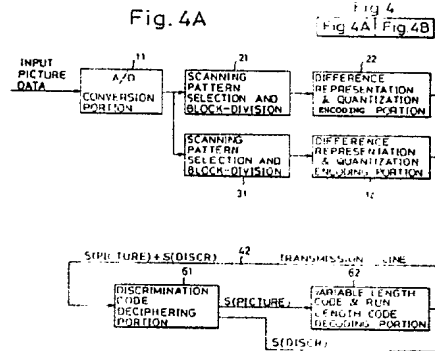 Fig. 4A
Fig. 4
Fig. 4A Fig. 4B
INPUT
PICTURE
DATA
11
A/D
CONVERSION
PORTION
21
SCANNING
PATTERN
SELECTION AND
BLOCK-DIVISION
22
DIFFERENCE
REPRESENTATION
& QUANTIZATION
ENCODING PORTION
SCANNING
PATTERN
SELECTION AND
BLOCK-DIVISION
31
DIFFERENCE
REPRESENTATION
& QUANTIZATION
ENCODING PORTION
S(PICTURE)+S(DISCR)
42
TRANSMISSION LINE
61
DISCRIMINATION
CODE
DECIPHERING
PORTION
S(PICTURE)
62
VARIABLE LENGTH
CODE & RUN
LENGTH CODE
DECODING PORTION
S(DISCR)